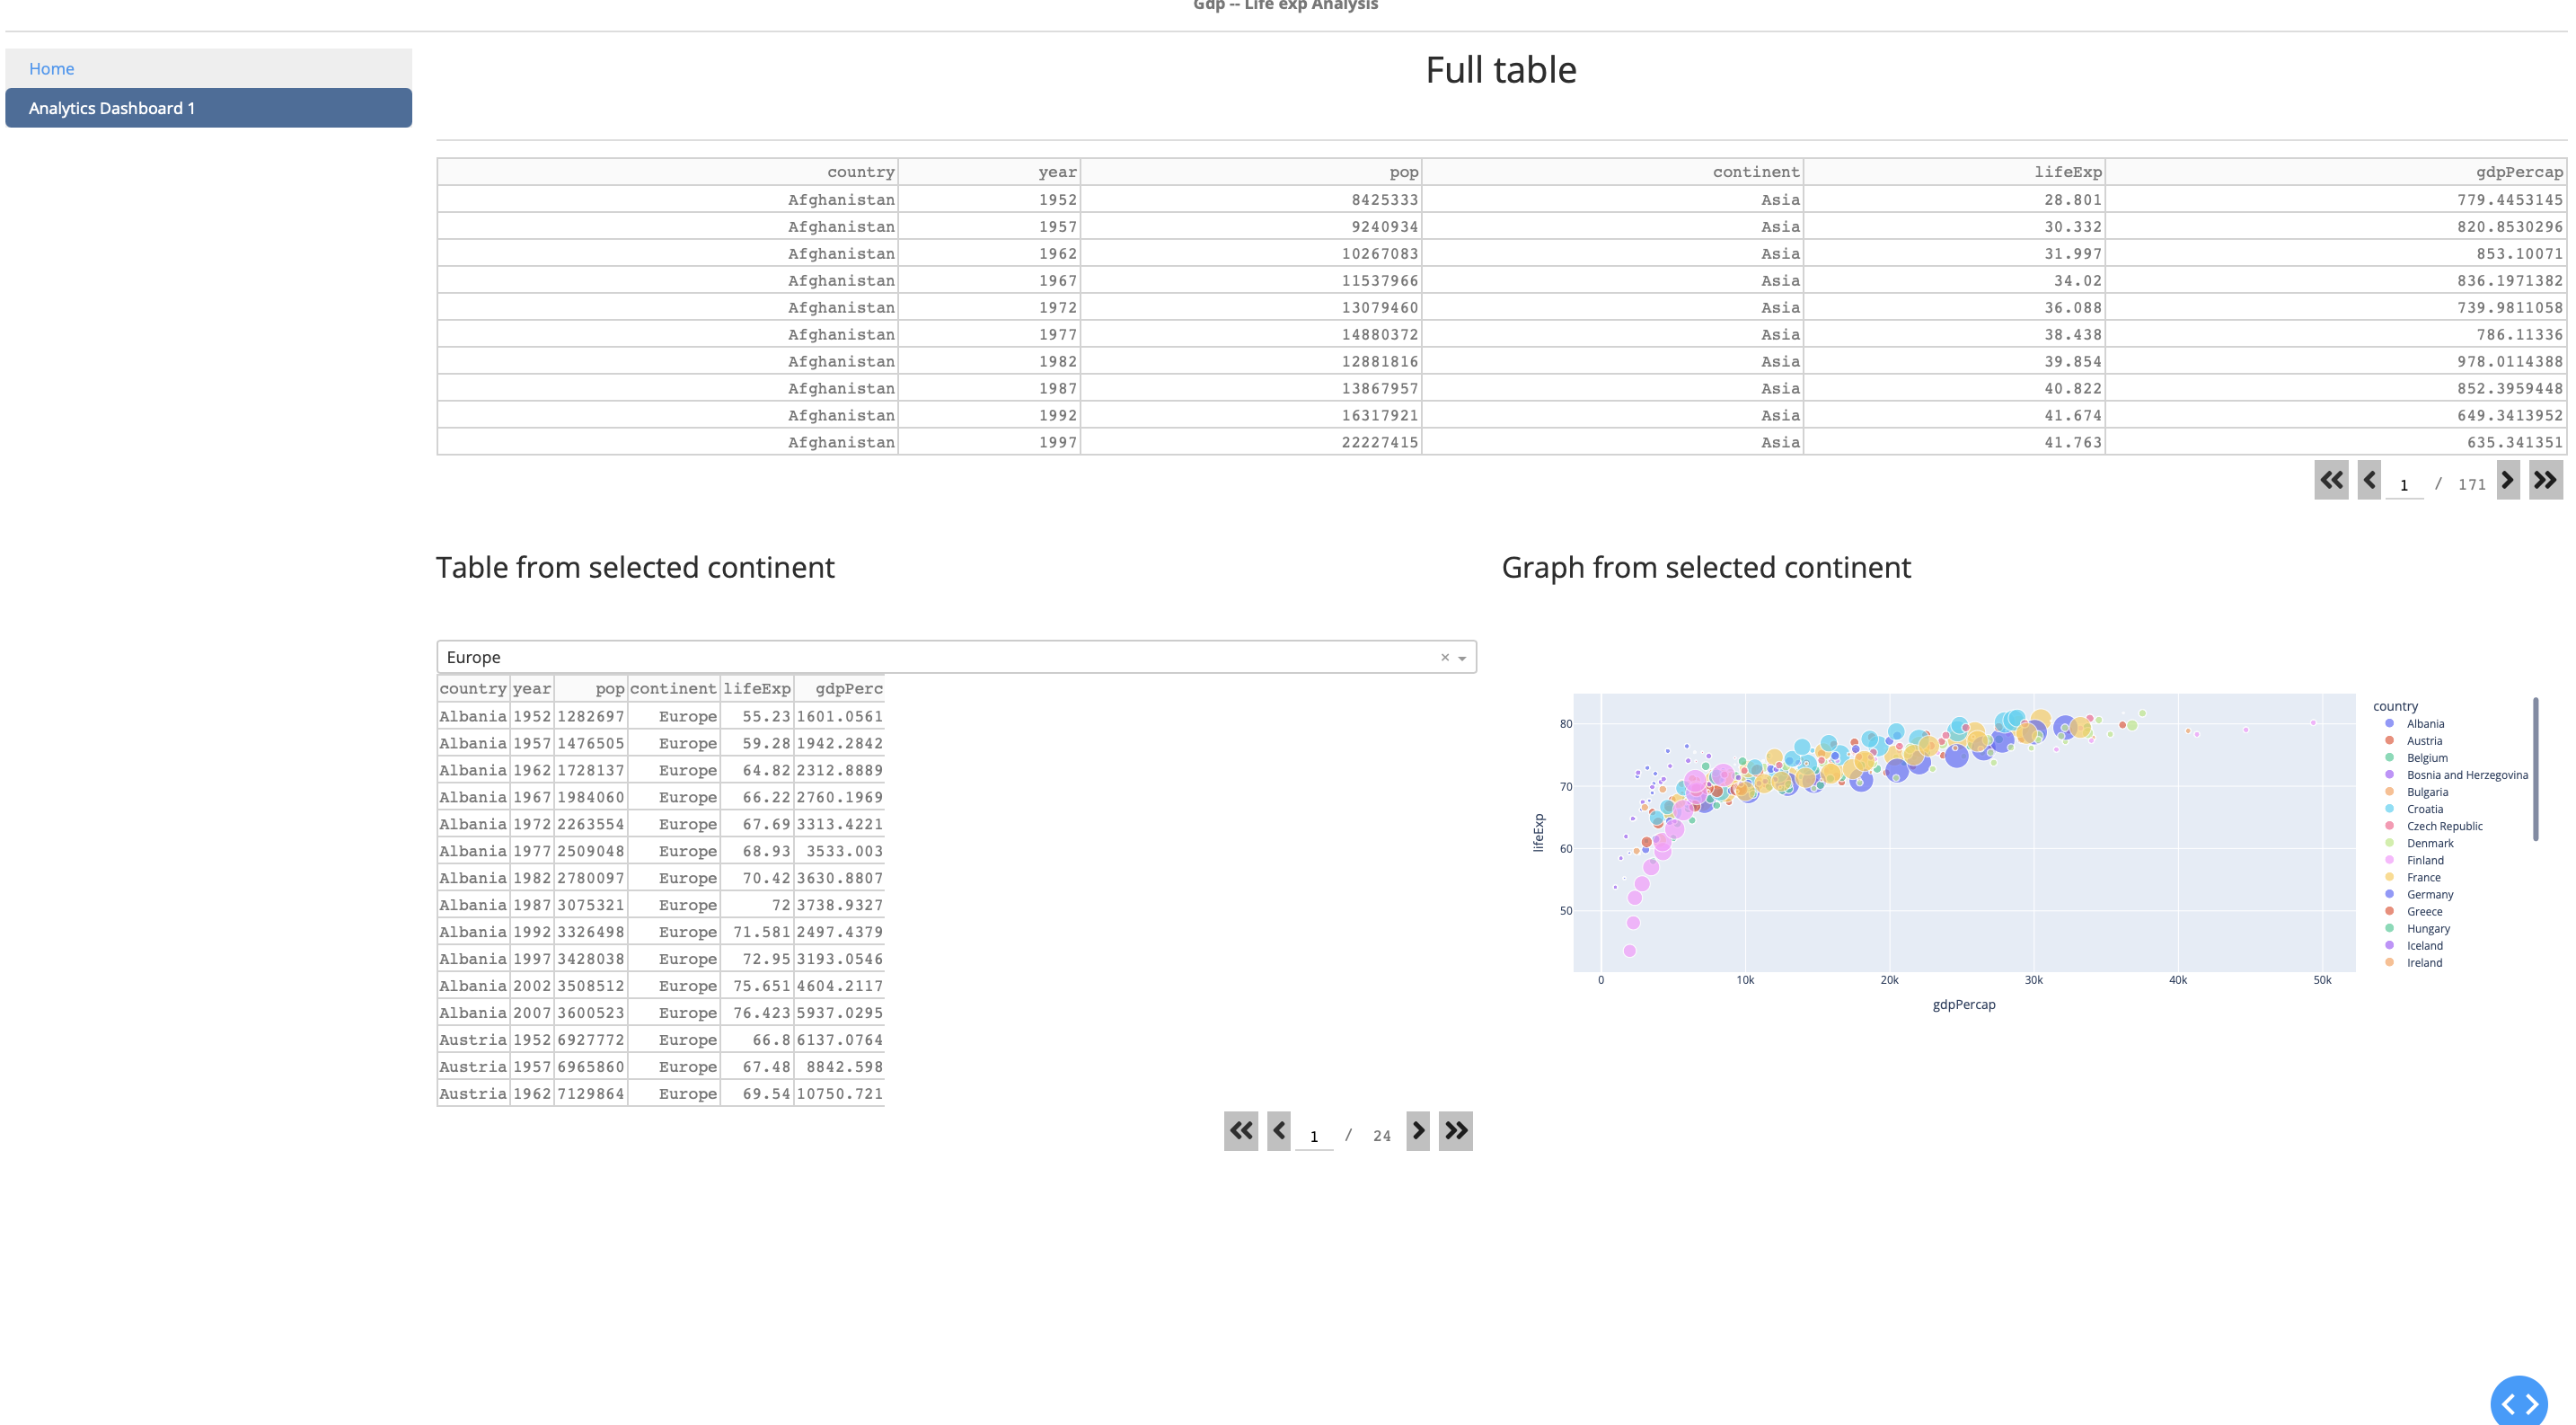 Gdp -- Life exp Analysis
Home
Analytics Dashboard 1
Full table
country year pop continent lifeExp gdpPercap
Afghanistan 1952 8425333 Asia 28.801 779.4453145
Afghanistan 1957 9240934 Asia 30.332 820.8530296
Afghanistan 1962 10267083 Asia 31.997 853.10071
Afghanistan 1967 11537966 Asia 34.02 836.1971382
Afghanistan 1972 13079460 Asia 36.088 739.9811058
Afghanistan 1977 14880372 Asia 38.438 786.11336
Afghanistan 1982 12881816 Asia 39.854 978.0114388
Afghanistan 1987 13867957 Asia 40.822 852.3959448
Afghanistan 1992 16317921 Asia 41.674 649.3413952
Afghanistan 1997 22227415 Asia 41.763 635.341351
1 / 171
Table from selected continent
Europe
country year pop continent lifeExp gdpPerc
Albania 1952 1282697 Europe 55.23 1601.0561
Albania 1957 1476505 Europe 59.28 1942.2842
Albania 1962 1728137 Europe 64.82 2312.8889
Albania 1967 1984060 Europe 66.22 2760.1969
Albania 1972 2263554 Europe 67.69 3313.4221
Albania 1977 2509048 Europe 68.93 3533.003
Albania 1982 2780097 Europe 70.42 3630.8807
Albania 1987 3075321 Europe 72 3738.9327
Albania 1992 3326498 Europe 71.581 2497.4379
Albania 1997 3428038 Europe 72.95 3193.0546
Albania 2002 3508512 Europe 75.651 4604.2117
Albania 2007 3600523 Europe 76.423 5937.0295
Austria 1952 6927772 Europe 66.8 6137.0764
Austria 1957 6965860 Europe 67.48 8842.598
Austria 1962 7129864 Europe 69.54 10750.721
1 / 24
Graph from selected continent
80
70
60
50
lifeExp
0 10k 20k 30k 40k 50k
gdpPercap
country
Albania
Austria
Belgium
Bosnia and Herzegovina
Bulgaria
Croatia
Czech Republic
Denmark
Finland
France
Germany
Greece
Hungary
Iceland
Ireland